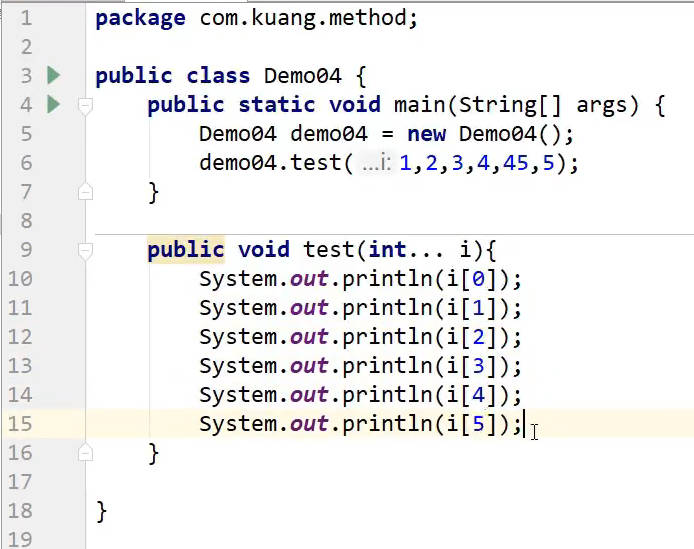 1 package com.kuang.method;
2
3 public class Demo04 {
4 public static void main(String[] args) {
5 Demo04 demo04 = new Demo04();
6 demo04.test( ...i: 1,2,3,4,45,5);
7 }
8
9 public void test(int... i){
10 System.out.println(i[0]);
11 System.out.println(i[1]);
12 System.out.println(i[2]);
13 System.out.println(i[3]);
14 System.out.println(i[4]);
15 System.out.println(i[5]);
16 }
17
18 }
19